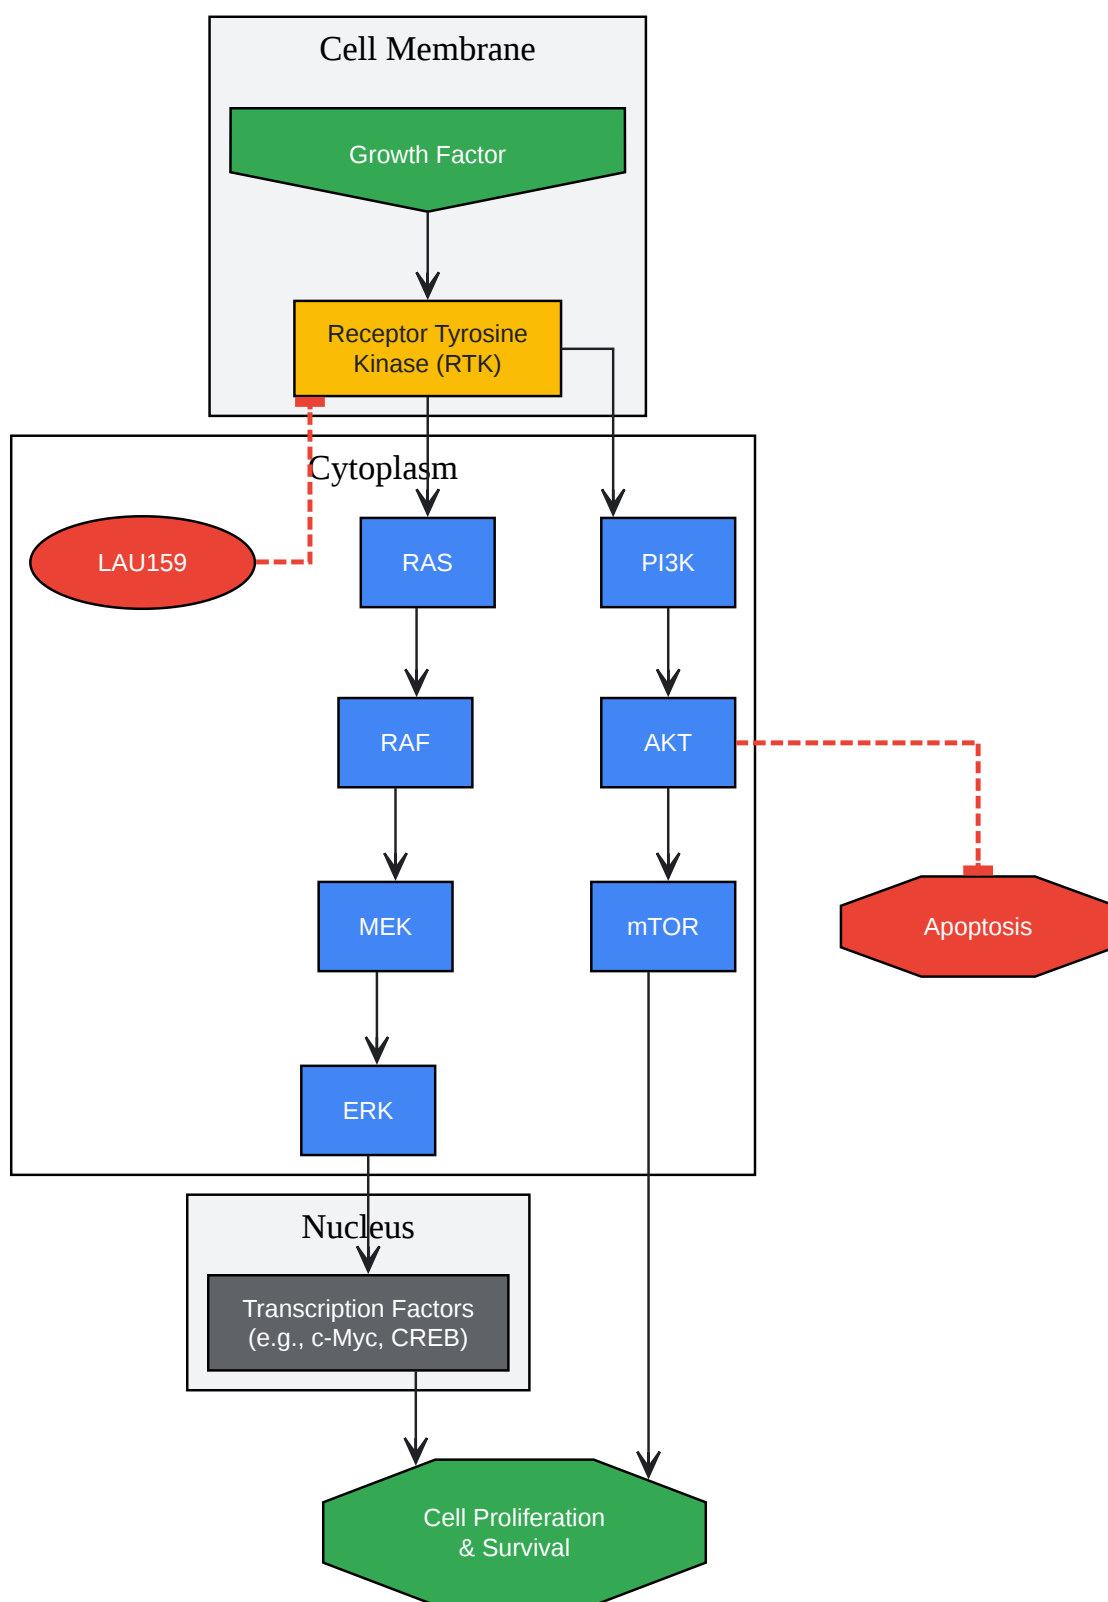 Cell Membrane
Growth Factor
Receptor Tyrosine
Kinase (RTK)
Cytoplasm
LAU159
RAS
PI3K
RAF
AKT
MEK
mTOR
Apoptosis
ERK
Nucleus
Transcription Factors
(e.g., c-Myc, CREB)
Cell Proliferation
& Survival